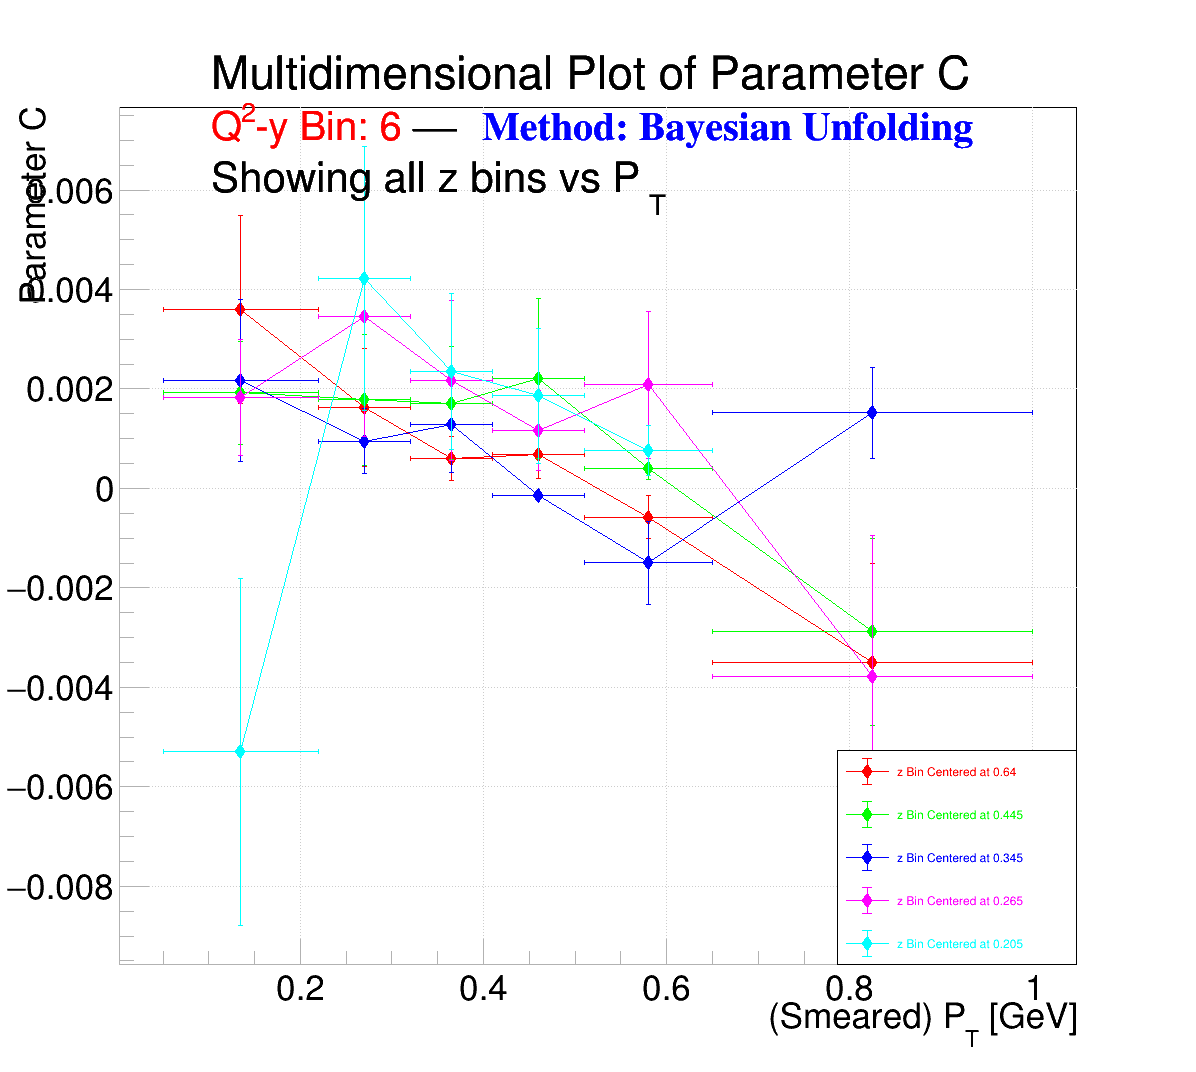 Multidimensional Plot of Parameter C
Q²-y Bin: 6 — Method: Bayesian Unfolding
Showing all z bins vs P_T
Parameter C
0.006
0.004
0.002
0
−0.002
−0.004
−0.006
−0.008
z Bin Centered at 0.64
z Bin Centered at 0.445
z Bin Centered at 0.345
z Bin Centered at 0.265
z Bin Centered at 0.205
0.2 0.4 0.6 0.8 1
(Smeared) P_T [GeV]